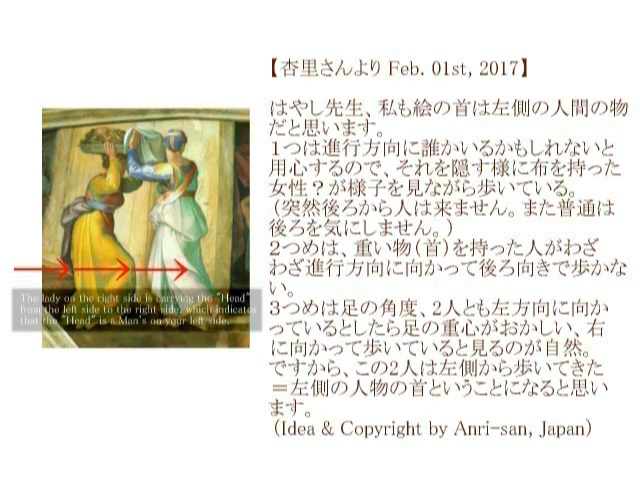 【杏里さんより Feb. 01st, 2017】
はやし先生、私も絵の首は左側の人間の物
だと思います。
１つは進行方向に誰かいるかもしれないと
用心するので、それを隠す様に布を持った
女性？が様子を見ながら歩いている。
（突然後ろから人は来ません。また普通は
後ろを気にしません。）
２つめは、重い物（首）を持った人がわざ
わざ進行方向に向かって後ろ向きで歩かな
い。
３つめは足の角度、２人とも左方向に向か
っているとしたら足の重心がおかしい、右
に向かって歩いていると見るのが自然。
ですから、この2人は左側から歩いてきた
＝左側の人物の首ということになると思い
ます。
（Idea & Copyright by Anri-san, Japan）
The lady on the right side is carrying the "Head"
from the left side to the right side, which indicates
that the "Head" is a Man's on your left side.